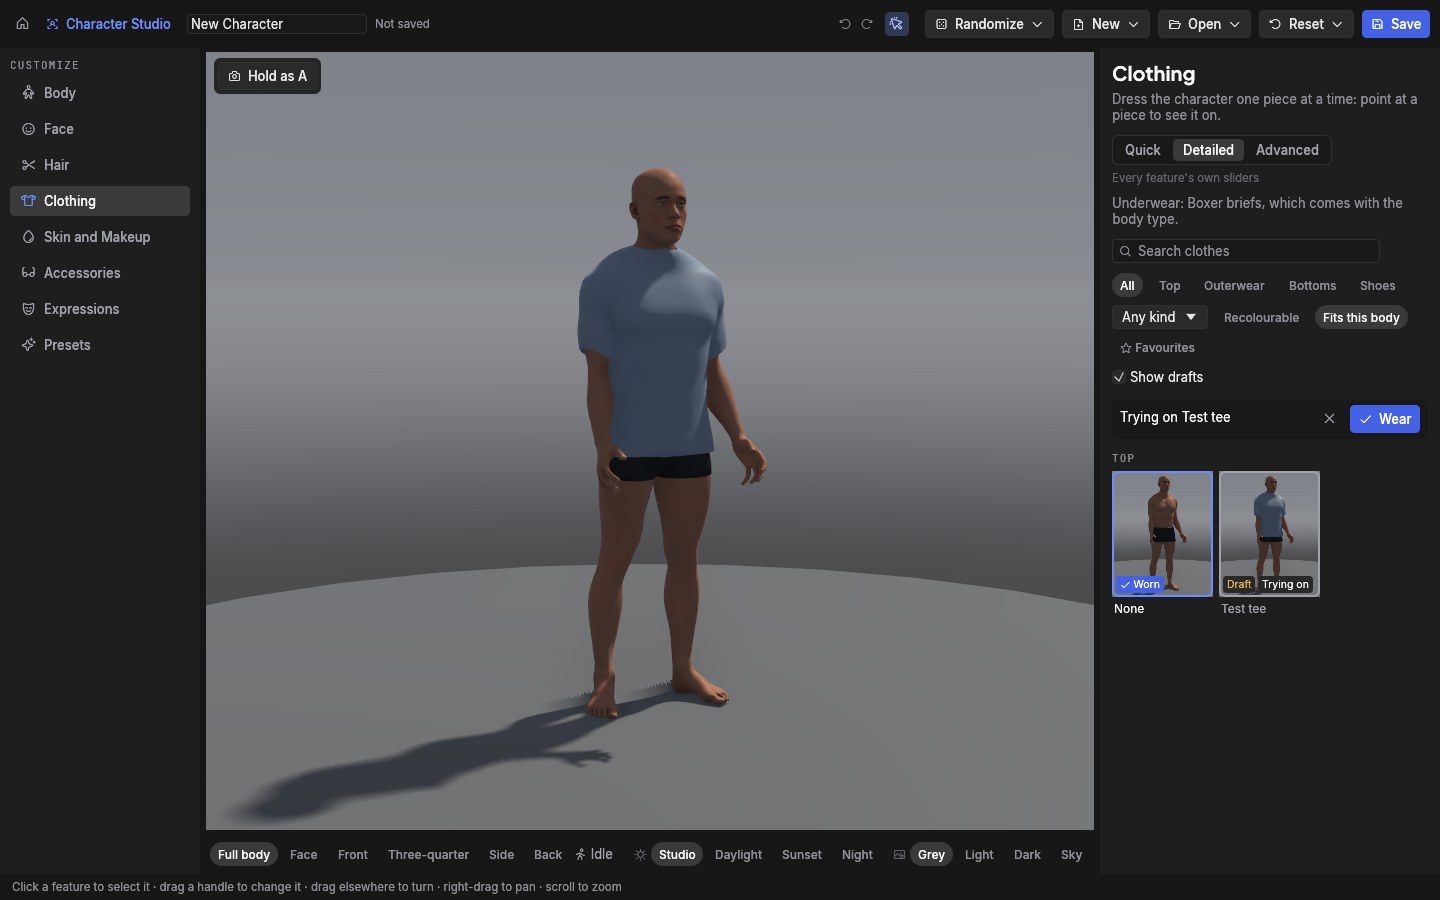 Character Studio
New Character
Not saved
Randomize
New
Open
Reset
Save
CUSTOMIZE
Body
Face
Hair
Clothing
Skin and Makeup
Accessories
Expressions
Presets
Hold as A
Full body
Face
Front
Three-quarter
Side
Back
Idle
Studio
Daylight
Sunset
Night
Grey
Light
Dark
Sky
Clothing
Dress the character one piece at a time: point at a
piece to see it on.
Quick
Detailed
Advanced
Every feature's own sliders
Underwear: Boxer briefs, which comes with the
body type.
Search clothes
All
Top
Outerwear
Bottoms
Shoes
Any kind
Recolourable
Fits this body
Favourites
Show drafts
Trying on Test tee
Wear
TOP
Worn
None
Draft
Trying on
Test tee
Click a feature to select it · drag a handle to change it · drag elsewhere to turn · right-drag to pan · scroll to zoom